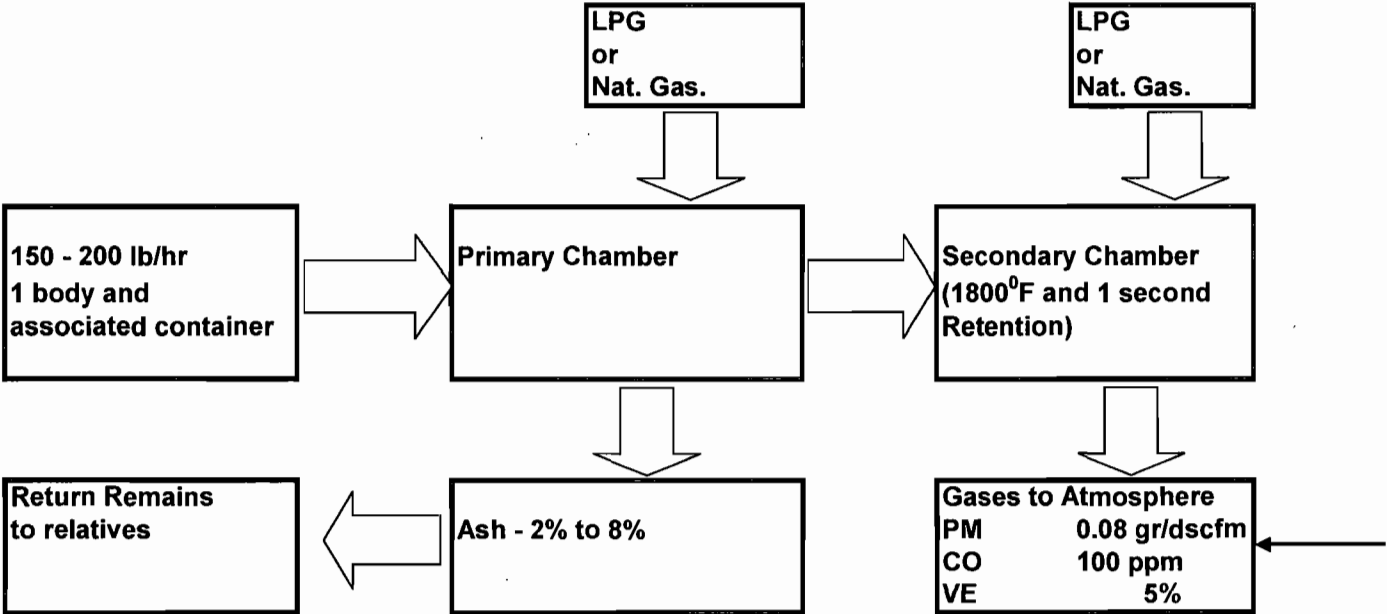 LPG
or
Nat. Gas.
LPG
or
Nat. Gas.
150 - 200 lb/hr
1 body and
associated container
Primary Chamber
Secondary Chamber
(1800⁰F and 1 second
Retention)
Return Remains
to relatives
Ash - 2% to 8%
Gases to Atmosphere
PM 0.08 gr/dscfm
CO 100 ppm
VE 5%